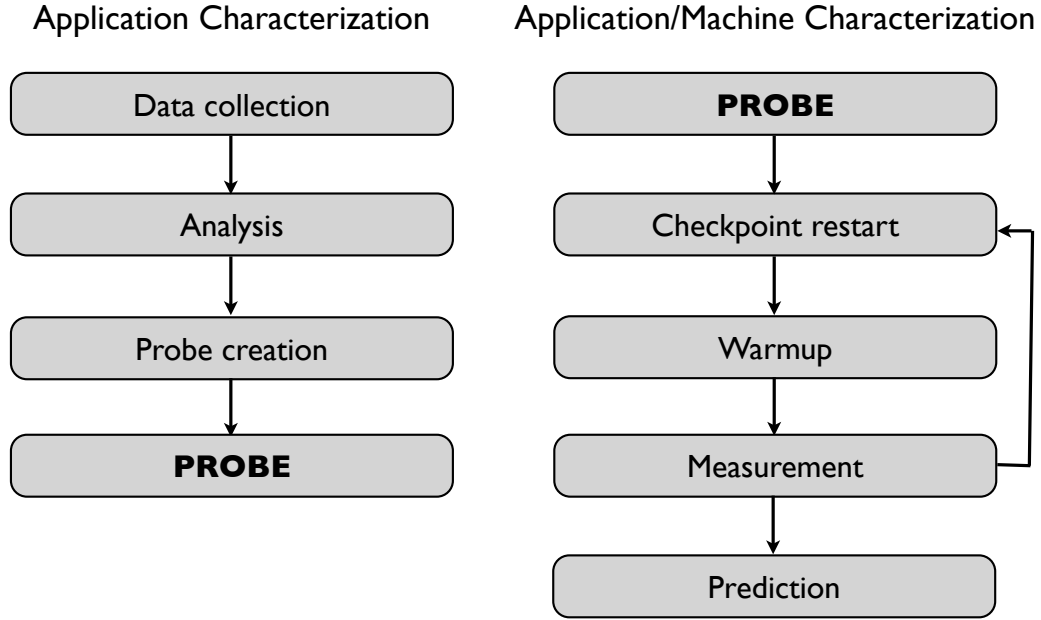 Application Characterization
Data collection
Analysis
Probe creation
PROBE
Application/Machine Characterization
PROBE
Checkpoint restart
Warmup
Measurement
Prediction